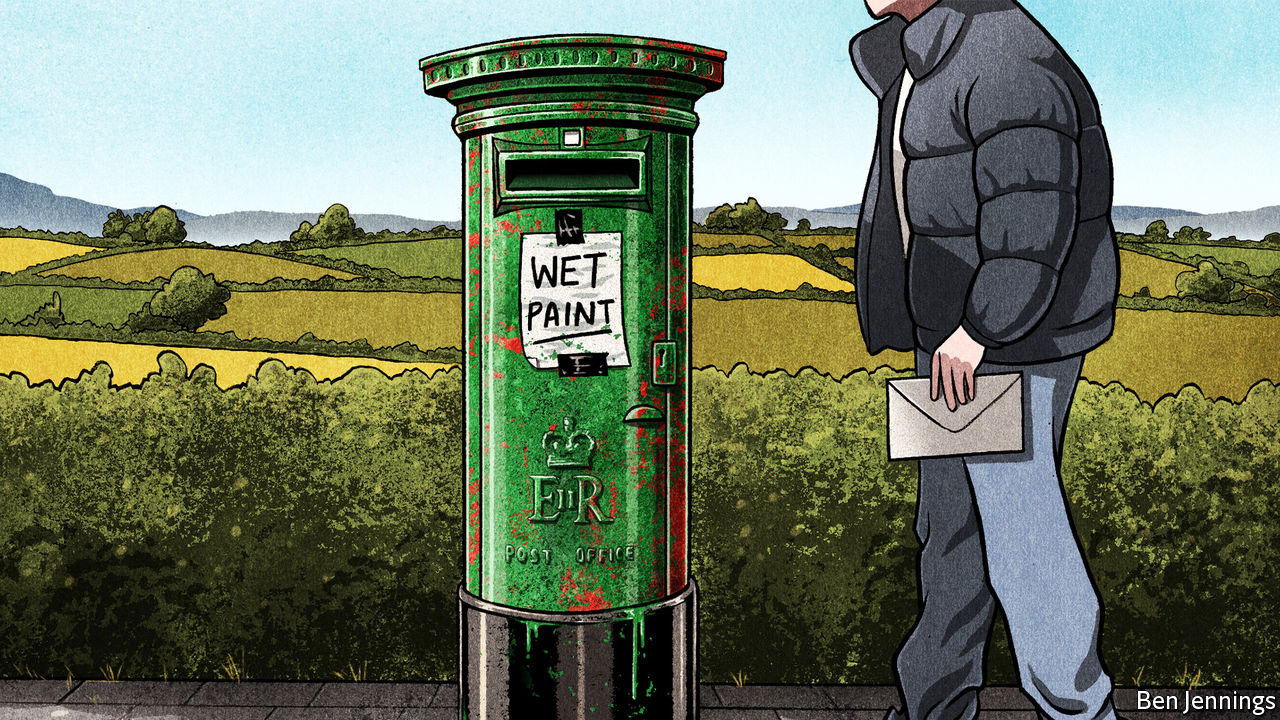 WET
PAINT
EIIR
POST OFFICE
Ben Jennings